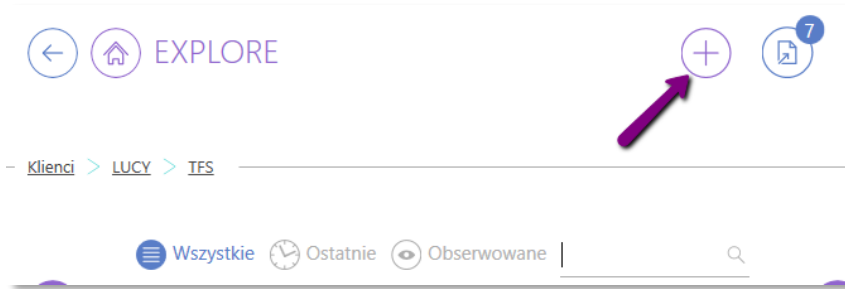 EXPLORE
7
Klienci > LUCY > TFS
Wszystkie Ostatnie Obserwowane